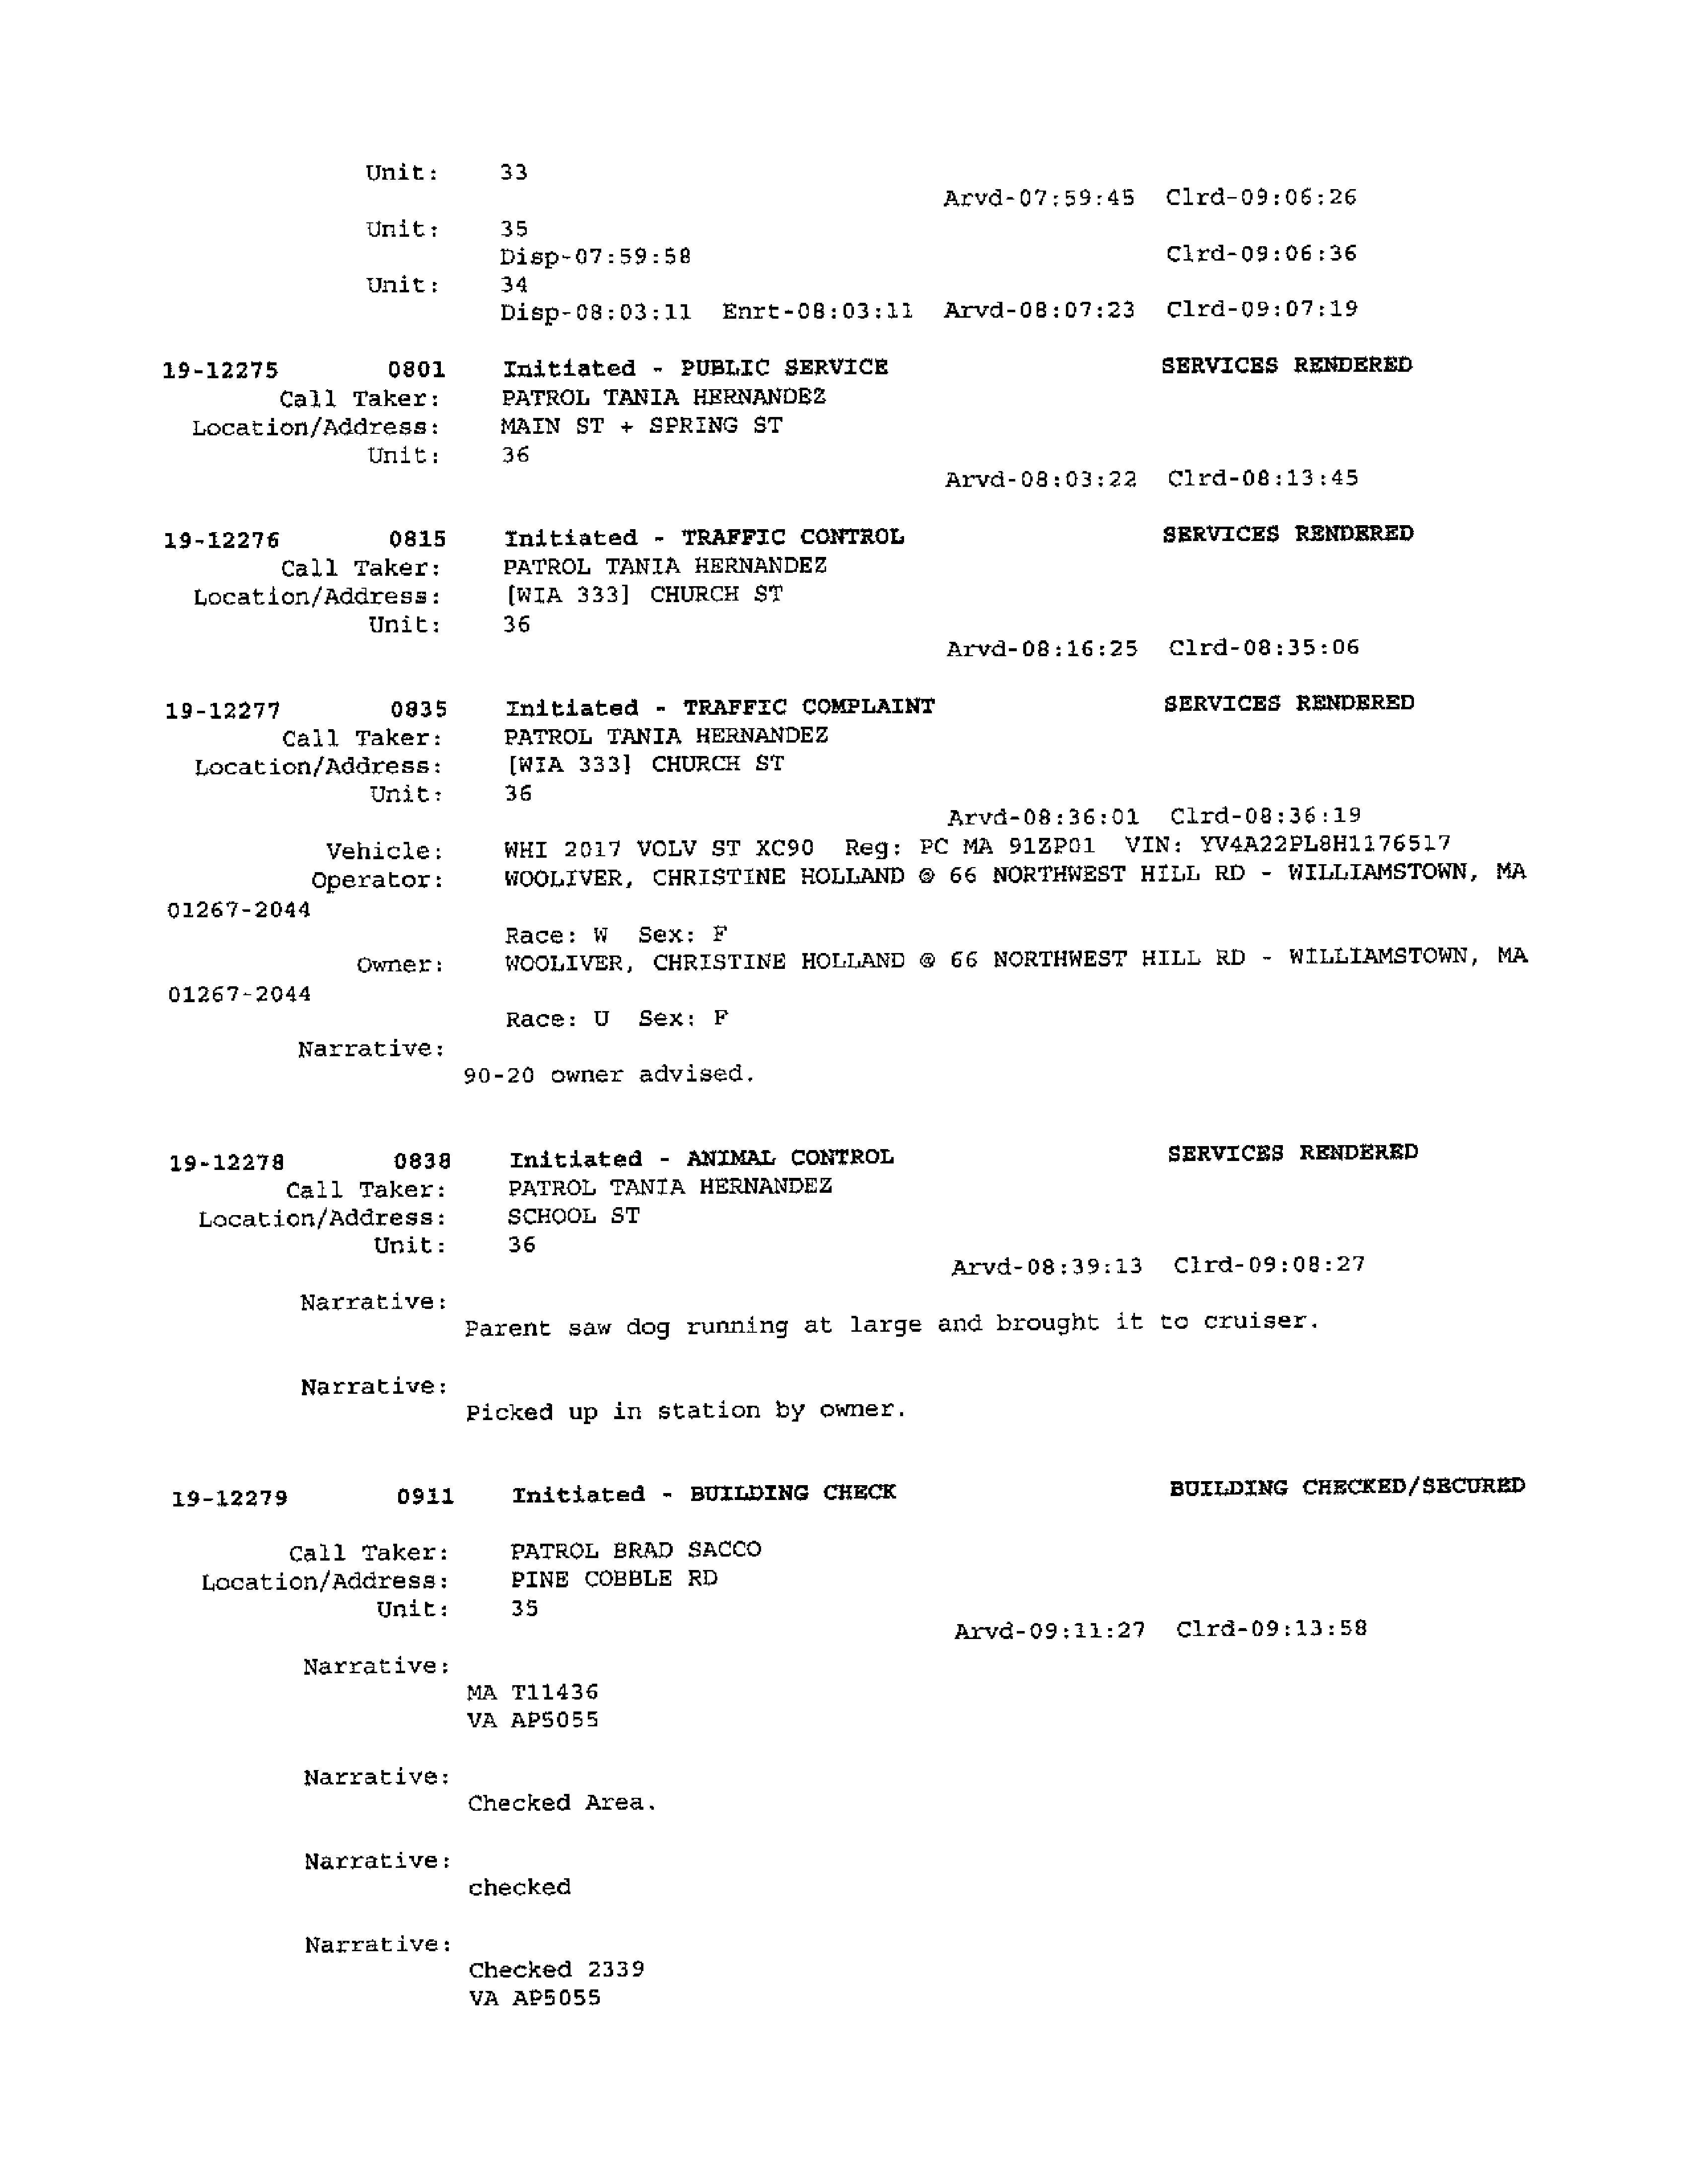 Unit: 33
Arvd-07:59:45 Clrd-09:06:26
Unit: 35
Disp-07:59:58 Clrd-09:06:36
Unit: 34
Disp-08:03:11 Enrt-08:03:11 Arvd-08:07:23 Clrd-09:07:19
19-12275 0801 Initiated - PUBLIC SERVICE SERVICES RENDERED
Call Taker: PATROL TANIA HERNANDEZ
Location/Address: MAIN ST + SPRING ST
Unit: 36
Arvd-08:03:22 Clrd-08:13:45
19-12276 0815 Initiated - TRAFFIC CONTROL SERVICES RENDERED
Call Taker: PATROL TANIA HERNANDEZ
Location/Address: [WIA 333] CHURCH ST
Unit: 36
Arvd-08:16:25 Clrd-08:35:06
19-12277 0835 Initiated - TRAFFIC COMPLAINT SERVICES RENDERED
Call Taker: PATROL TANIA HERNANDEZ
Location/Address: [WIA 333] CHURCH ST
Unit: 36
Arvd-08:36:01 Clrd-08:36:19
Vehicle: WHI 2017 VOLV ST XC90 Reg: PC MA 91ZP01 VIN: YV4A22PL8H1176517
Operator: WOOLIVER, CHRISTINE HOLLAND @ 66 NORTHWEST HILL RD - WILLIAMSTOWN, MA
01267-2044
Race: W Sex: F
Owner: WOOLIVER, CHRISTINE HOLLAND @ 66 NORTHWEST HILL RD - WILLIAMSTOWN, MA
01267-2044
Race: U Sex: F
Narrative:
90-20 owner advised.
19-12278 0838 Initiated - ANIMAL CONTROL SERVICES RENDERED
Call Taker: PATROL TANIA HERNANDEZ
Location/Address: SCHOOL ST
Unit: 36
Arvd-08:39:13 Clrd-09:08:27
Narrative:
Parent saw dog running at large and brought it to cruiser.
Narrative:
Picked up in station by owner.
19-12279 0911 Initiated - BUILDING CHECK BUILDING CHECKED/SECURED
Call Taker: PATROL BRAD SACCO
Location/Address: PINE COBBLE RD
Unit: 35
Arvd-09:11:27 Clrd-09:13:58
Narrative:
MA T11436
VA AP5055
Narrative:
Checked Area.
Narrative:
checked
Narrative:
Checked 2339
VA AP5055